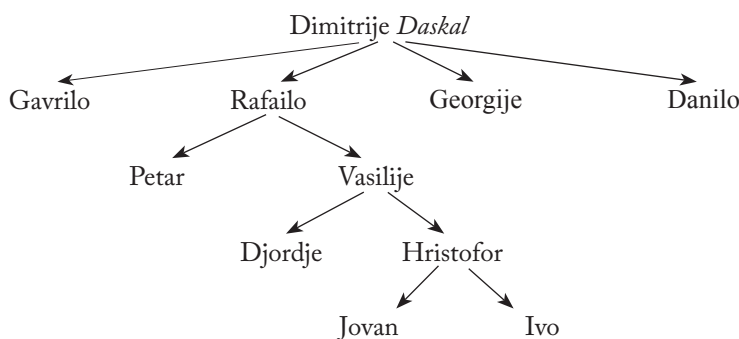 Dimitrije Daskal
Gavrilo Rafailo Georgije Danilo
Petar Vasilije
Djordje Hristofor
Jovan Ivo